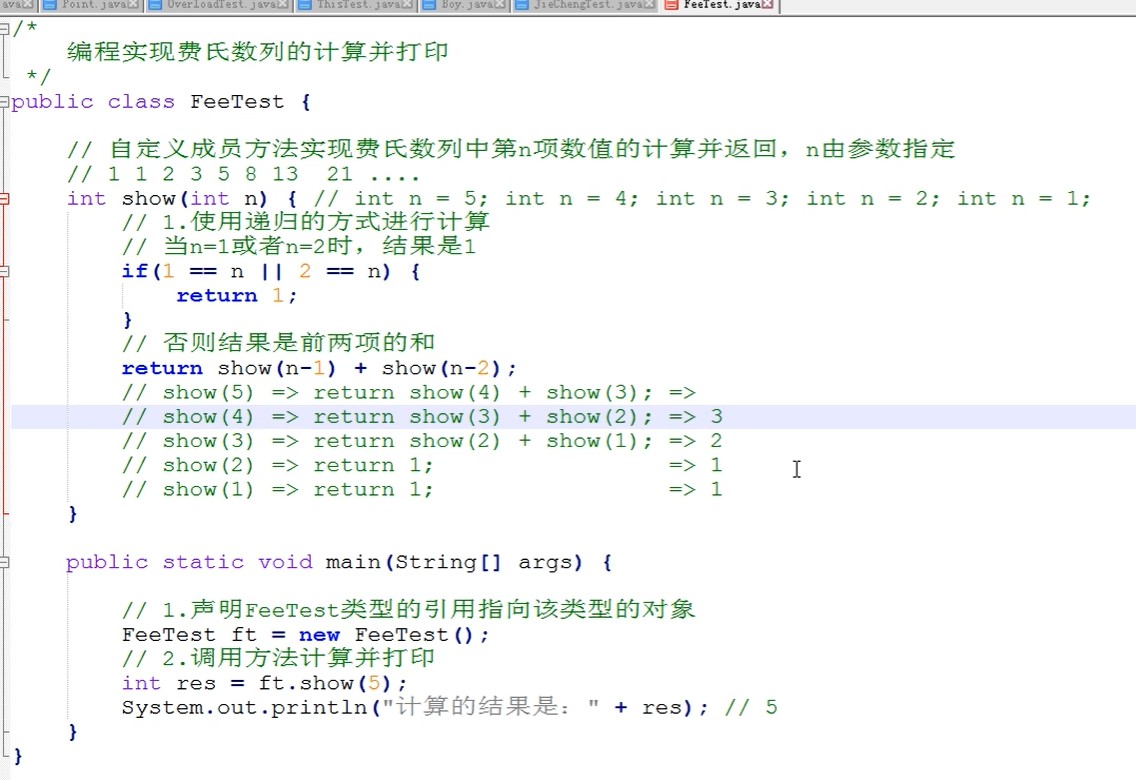 ava Point.java OverLoadTest.java ThisTest.java Boy.java JieChengTest.java FeeTest.java
/*
编程实现费氏数列的计算并打印
*/
public class FeeTest {
// 自定义成员方法实现费氏数列中第n项数值的计算并返回，n由参数指定
// 1 1 2 3 5 8 13 21 ....
int show(int n) { // int n = 5; int n = 4; int n = 3; int n = 2; int n = 1;
// 1.使用递归的方式进行计算
// 当n=1或者n=2时，结果是1
if(1 == n || 2 == n) {
return 1;
}
// 否则结果是前两项的和
return show(n-1) + show(n-2);
// show(5) => return show(4) + show(3); =>
// show(4) => return show(3) + show(2); => 3
// show(3) => return show(2) + show(1); => 2
// show(2) => return 1; => 1
// show(1) => return 1; => 1
}
public static void main(String[] args) {
// 1.声明FeeTest类型的引用指向该类型的对象
FeeTest ft = new FeeTest();
// 2.调用方法计算并打印
int res = ft.show(5);
System.out.println("计算的结果是：" + res); // 5
}
}